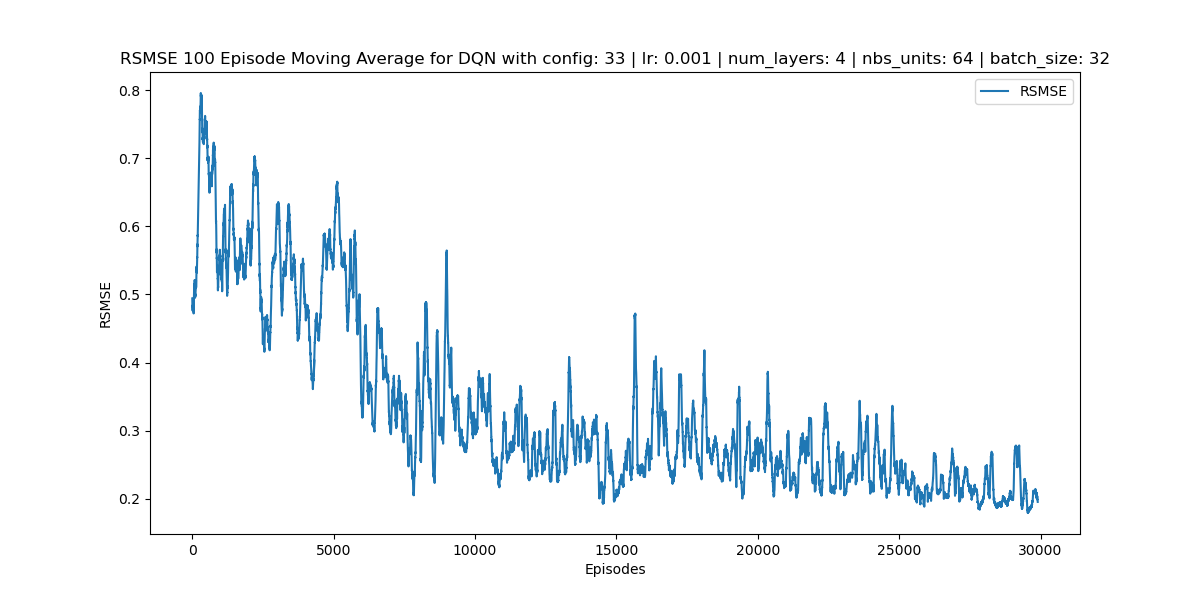 RSMSE 100 Episode Moving Average for DQN with config: 33 | lr: 0.001 | num_layers: 4 | nbs_units: 64 | batch_size: 32
RSMSE
0.8
0.7
0.6
0.5
0.4
0.3
0.2
RSMSE
0 5000 10000 15000 20000 25000 30000
Episodes